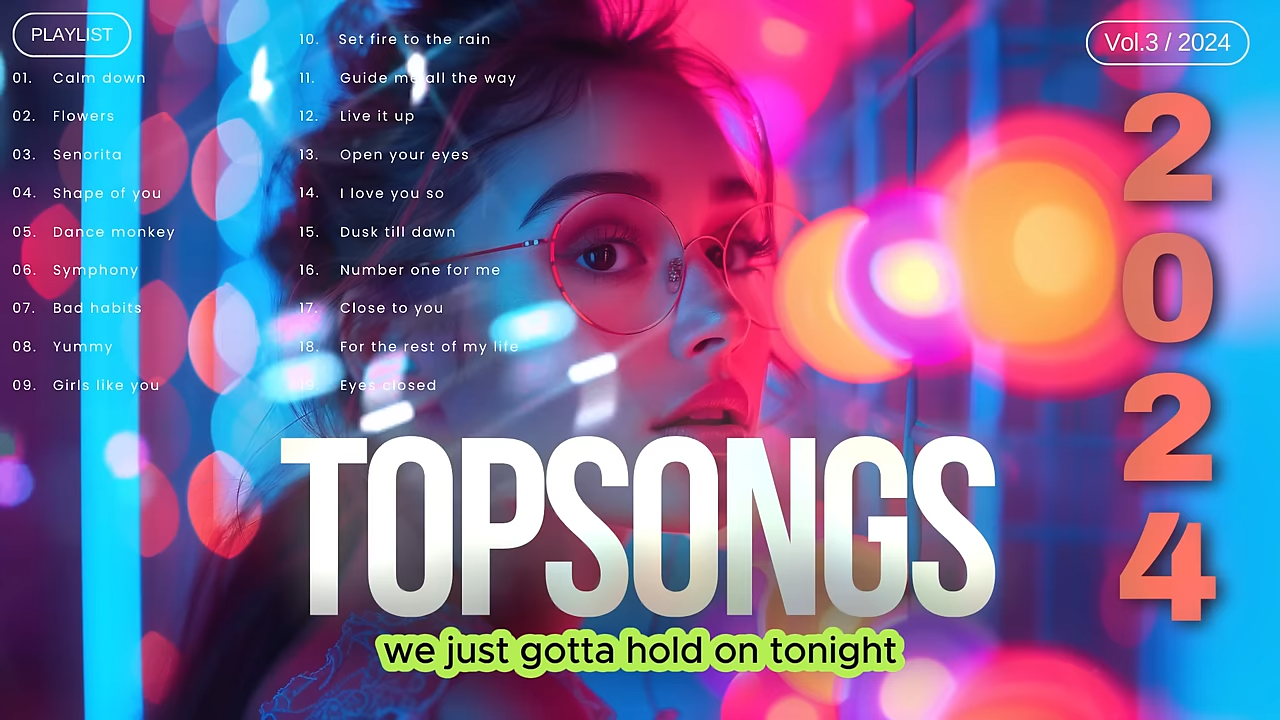 PLAYLIST
01. Calm down
02. Flowers
03. Senorita
04. Shape of you
05. Dance monkey
06. Symphony
07. Bad habits
08. Yummy
09. Girls like you
10. Set fire to the rain
11. Guide me all the way
12. Live it up
13. Open your eyes
14. I love you so
15. Dusk till dawn
16. Number one for me
17. Close to you
18. For the rest of my life
19. Eyes closed
Vol.3 / 2024
2024
TOPSONGS
we just gotta hold on tonight